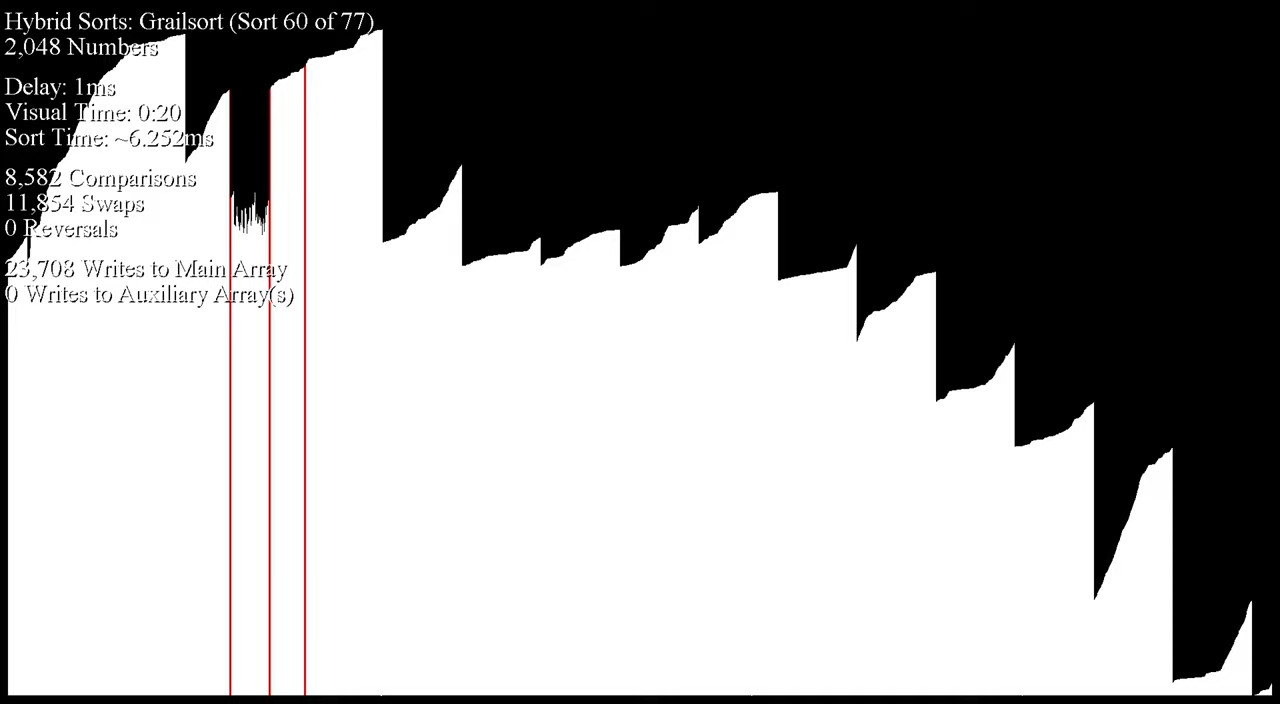 Hybrid Sorts: Grailsort (Sort 60 of 77)
2,048 Numbers
Delay: 1ms
Visual Time: 0:20
Sort Time: ~6.252ms
8,582 Comparisons
11,854 Swaps
0 Reversals
23,708 Writes to Main Array
0 Writes to Auxiliary Array(s)